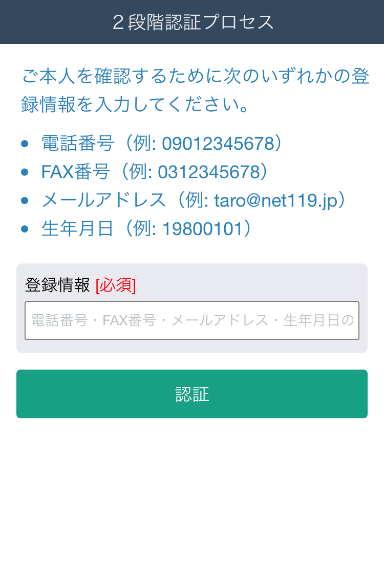 ２段階認証プロセス
ご本人を確認するために次のいずれかの登
録情報を入力してください。
• 電話番号（例: 09012345678）
• FAX番号（例: 0312345678）
• メールアドレス（例: taro@net119.jp）
• 生年月日（例: 19800101）
登録情報 [必須]
電話番号・FAX番号・メールアドレス・生年月日の
認証